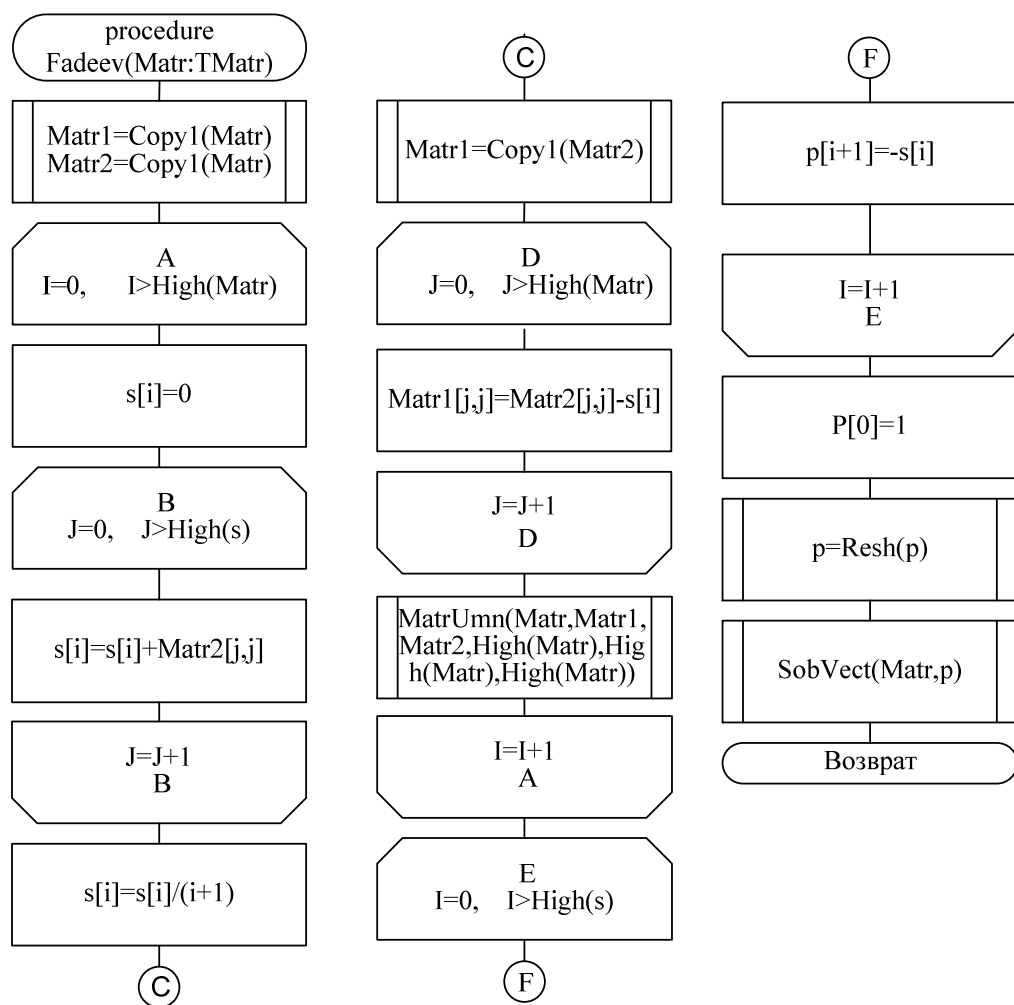 procedure
Fadeev(Matr:TMatr)
Matr1=Copy1(Matr)
Matr2=Copy1(Matr)
A
I=0, I>High(Matr)
s[i]=0
B
J=0, J>High(s)
s[i]=s[i]+Matr2[j,j]
J=J+1
B
s[i]=s[i]/(i+1)
C
C
Matr1=Copy1(Matr2)
D
J=0, J>High(Matr)
Matr1[j,j]=Matr2[j,j]-s[i]
J=J+1
D
MatrUmn(Matr,Matr1,
Matr2,High(Matr),Hig
h(Matr),High(Matr))
I=I+1
A
E
I=0, I>High(s)
F
F
p[i+1]=-s[i]
I=I+1
E
P[0]=1
p=Resh(p)
SobVect(Matr,p)
Возврат